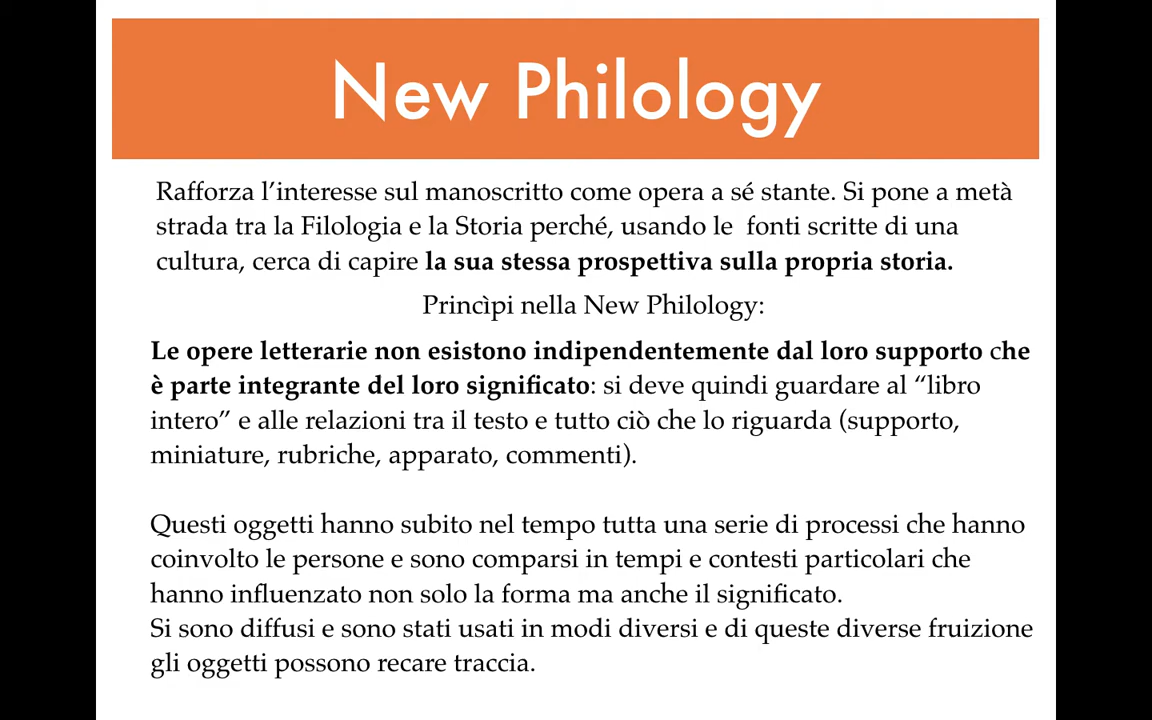 New Philology
Rafforza l’interesse sul manoscritto come opera a sé stante. Si pone a metà
strada tra la Filologia e la Storia perché, usando le  fonti scritte di una
cultura, cerca di capire la sua stessa prospettiva sulla propria storia.
Princìpi nella New Philology:
Le opere letterarie non esistono indipendentemente dal loro supporto che
è parte integrante del loro significato: si deve quindi guardare al “libro
intero” e alle relazioni tra il testo e tutto ciò che lo riguarda (supporto,
miniature, rubriche, apparato, commenti).
Questi oggetti hanno subito nel tempo tutta una serie di processi che hanno
coinvolto le persone e sono comparsi in tempi e contesti particolari che
hanno influenzato non solo la forma ma anche il significato.
Si sono diffusi e sono stati usati in modi diversi e di queste diverse fruizione
gli oggetti possono recare traccia.